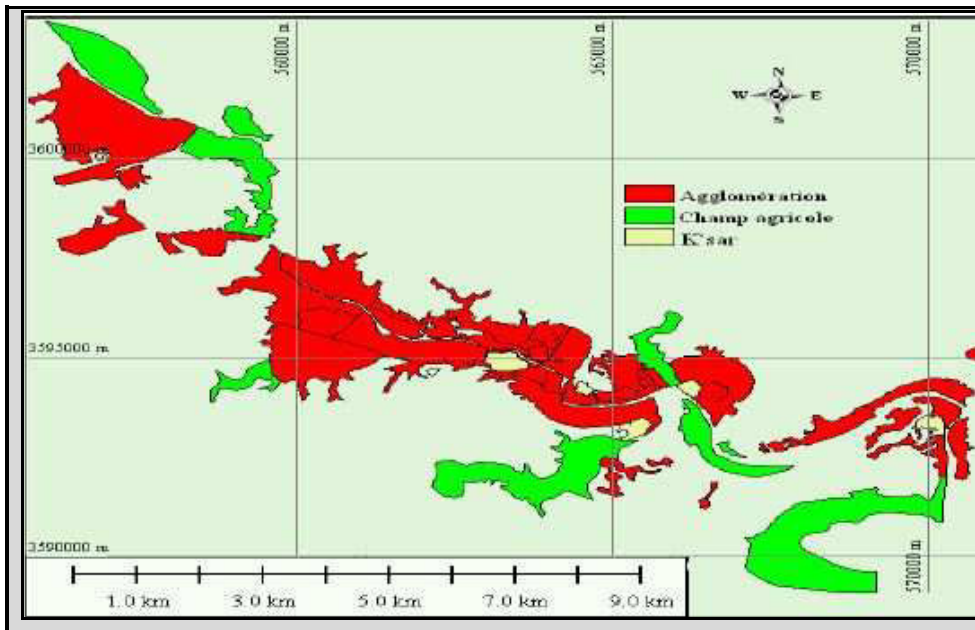 560000 m
565000 m
570000 m
N
W E
S
3600000 m
Agglomération
Champ agricole
K'sar
3595000 m
3590000 m
570000 m
1.0 km 3.0 km 5.0 km 7.0 km 9.0 km